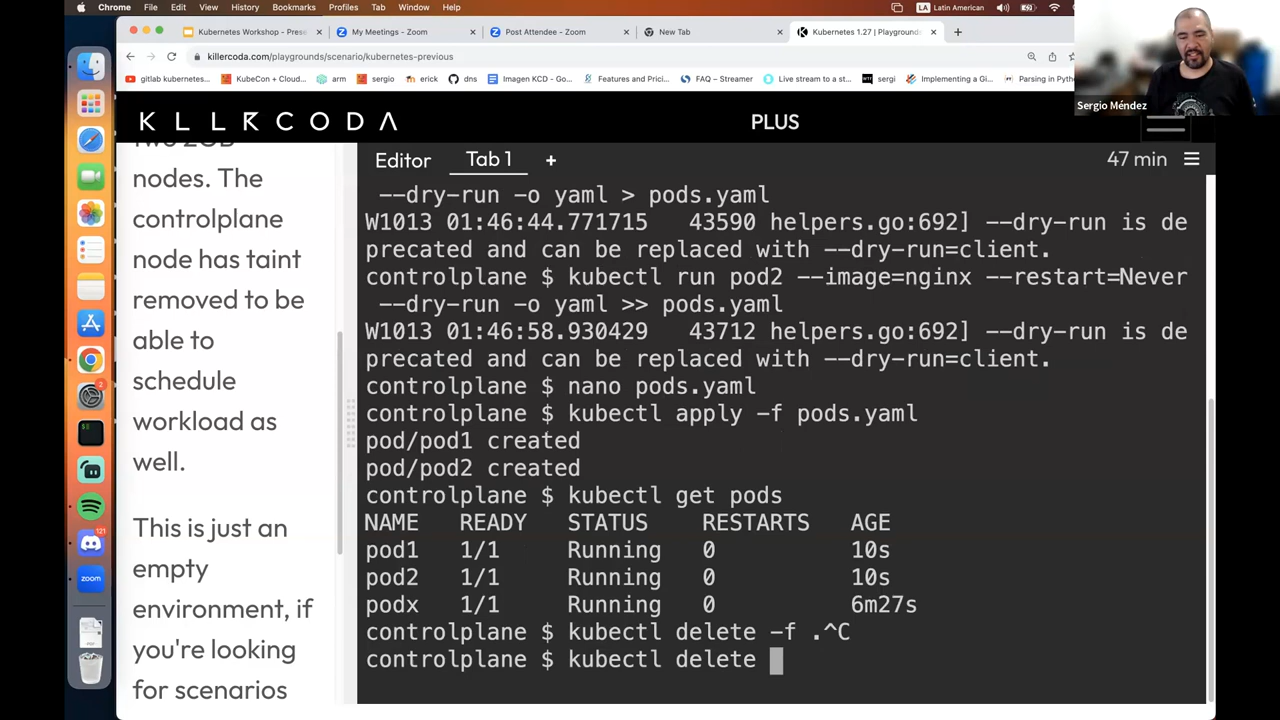 Chrome File Edit View History Bookmarks Profiles Tab Window Help
LA Latin American
Kubernetes Workshop - Prese
My Meetings - Zoom
Post Attendee - Zoom
New Tab
Kubernetes 1.27 | Playgrounds
killercoda.com/playgrounds/scenario/kubernetes-previous
gitlab kubernetes...
KubeCon + Cloud...
arm
sergio
erick
dns
Imagen KCD - Go...
Features and Prici...
FAQ – Streamer
Live stream to a st...
sergi
Implementing a Gi...
Parsing in Pyth
Sergio Méndez
KLLRCODA
PLUS
Editor
Tab 1
+
47 min
two 2GB
nodes. The
controlplane
node has taint
removed to be
able to
schedule
workload as
well.
This is just an
empty
environment, if
you're looking
for scenarios
--dry-run -o yaml > pods.yaml
W1013 01:46:44.771715   43590 helpers.go:692] --dry-run is de
precated and can be replaced with --dry-run=client.
controlplane $ kubectl run pod2 --image=nginx --restart=Never
--dry-run -o yaml >> pods.yaml
W1013 01:46:58.930429   43712 helpers.go:692] --dry-run is de
precated and can be replaced with --dry-run=client.
controlplane $ nano pods.yaml
controlplane $ kubectl apply -f pods.yaml
pod/pod1 created
pod/pod2 created
controlplane $ kubectl get pods
NAME   READY   STATUS    RESTARTS   AGE
pod1   1/1     Running   0          10s
pod2   1/1     Running   0          10s
podx   1/1     Running   0          6m27s
controlplane $ kubectl delete -f .^C
controlplane $ kubectl delete
2
121
zoom